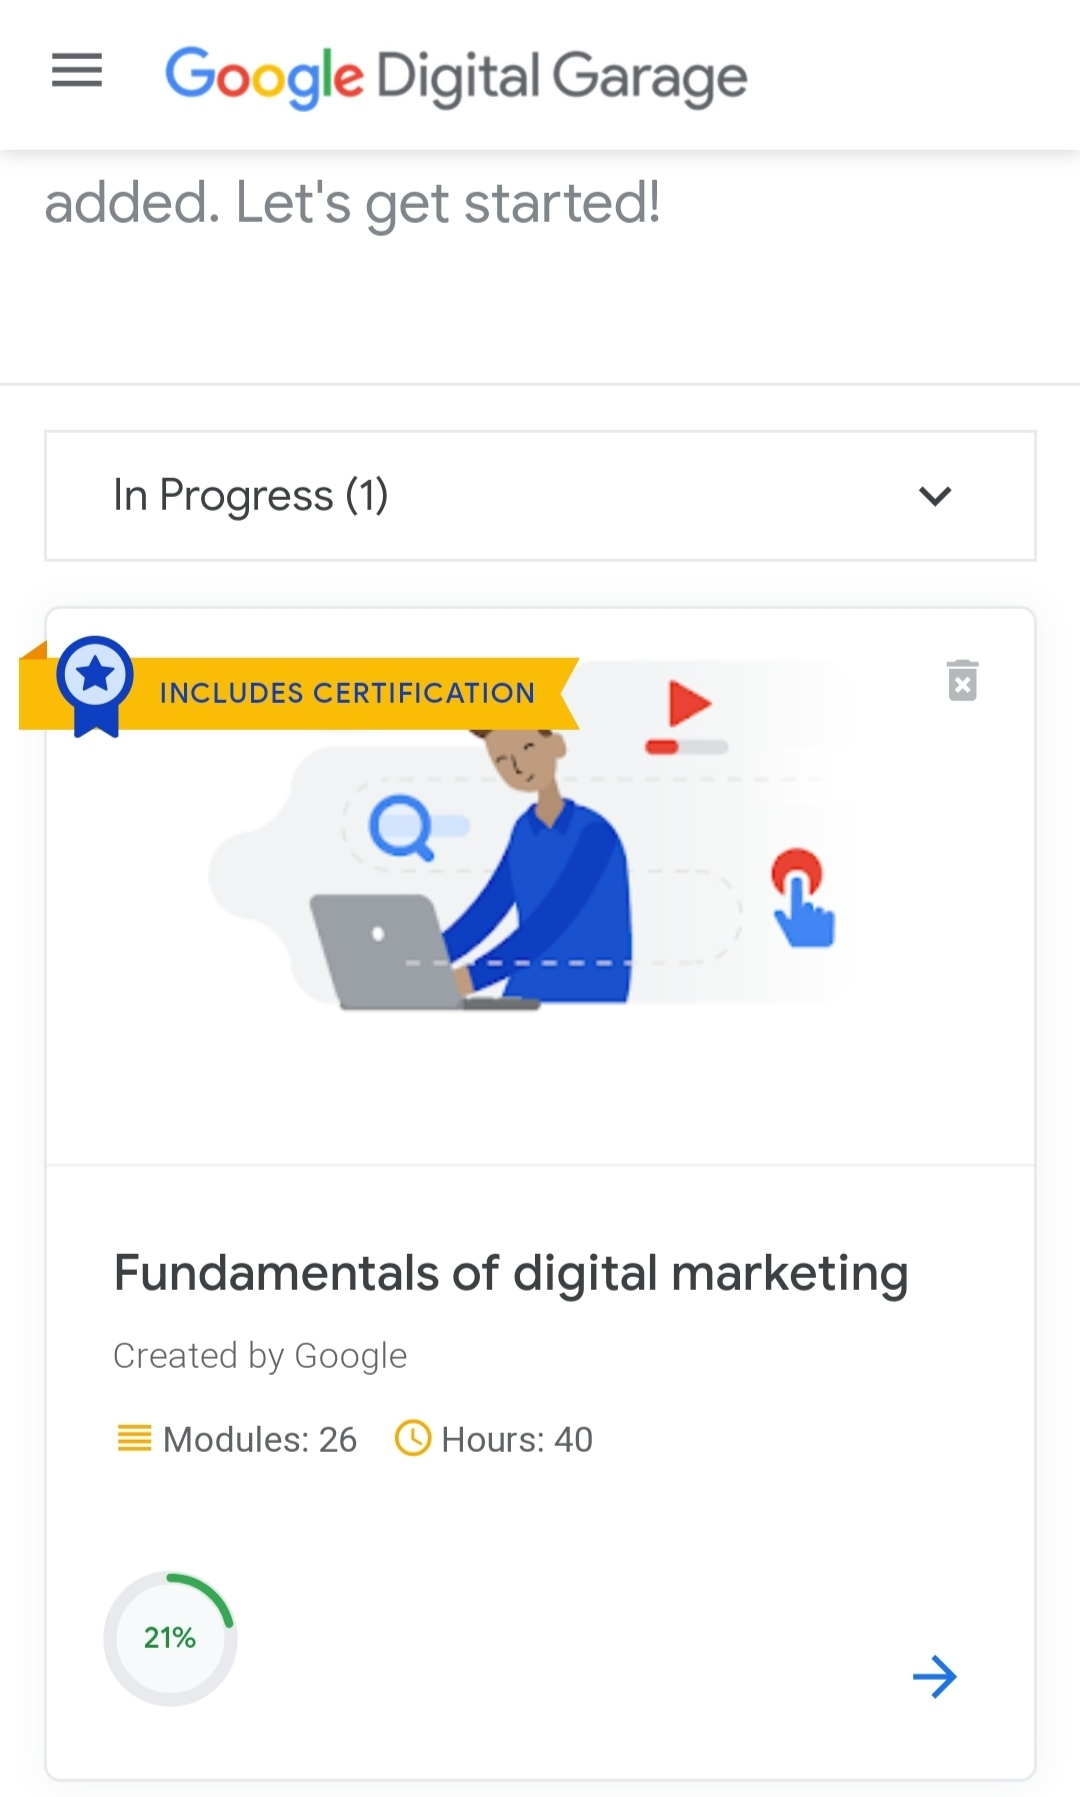 Google Digital Garage
added. Let's get started!
In Progress (1)
INCLUDES CERTIFICATION
Fundamentals of digital marketing
Created by Google
Modules: 26 Hours: 40
21%